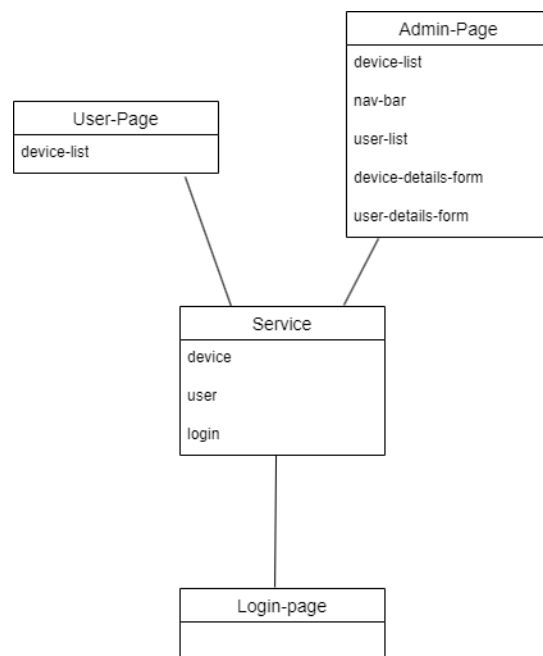 Admin-Page
device-list
nav-bar
user-list
device-details-form
user-details-form
User-Page
device-list
Service
device
user
login
Login-page